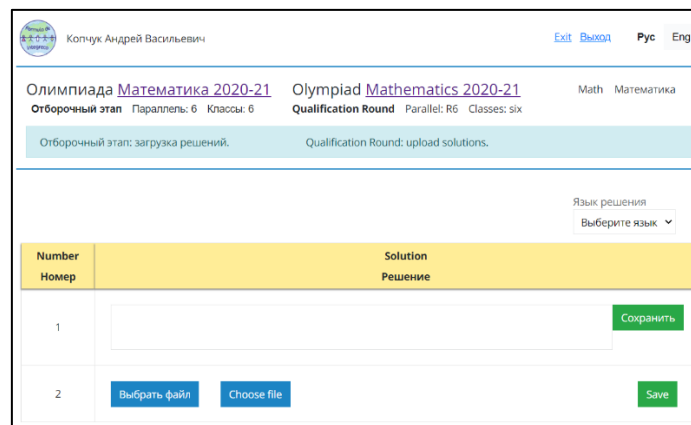 Копчук Андрей Васильевич
Exit Выход Рус Eng
Олимпиада Математика 2020-21 Olympiad Mathematics 2020-21 Math Математика
Отборочный этап Параллель: 6 Классы: 6 Qualification Round Parallel: R6 Classes: six
Отборочный этап: загрузка решений. Qualification Round: upload solutions.
Язык решения
Выберите язык
Number Solution
Номер Решение
1 Сохранить
2 Выбрать файл Choose file Save